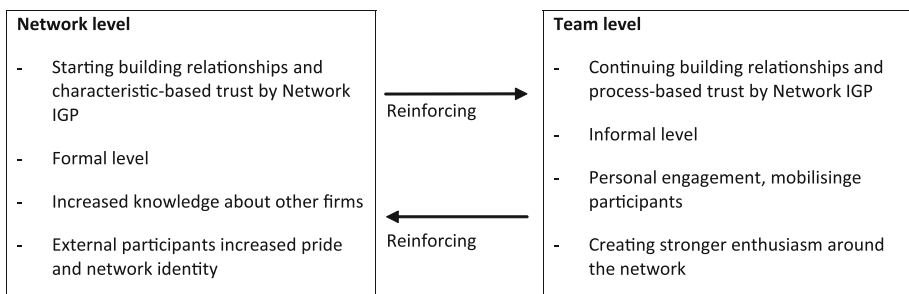 Network level
- Starting building relationships and
characteristic-based trust by Network
IGP
- Formal level
- Increased knowledge about other firms
- External participants increased pride
and network identity
Reinforcing
Reinforcing
Team level
- Continuing building relationships and
process-based trust by Network IGP
- Informal level
- Personal engagement, mobilisinge
participants
- Creating stronger enthusiasm around
the network